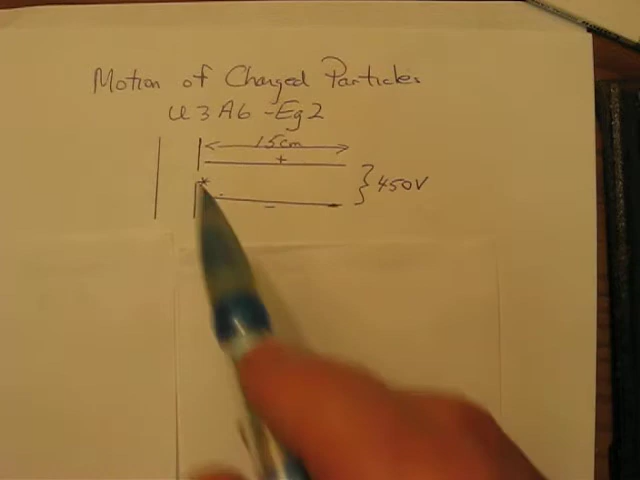 Motion of Charged Particles
U3A6 - Eg2
15cm
+
450V
-